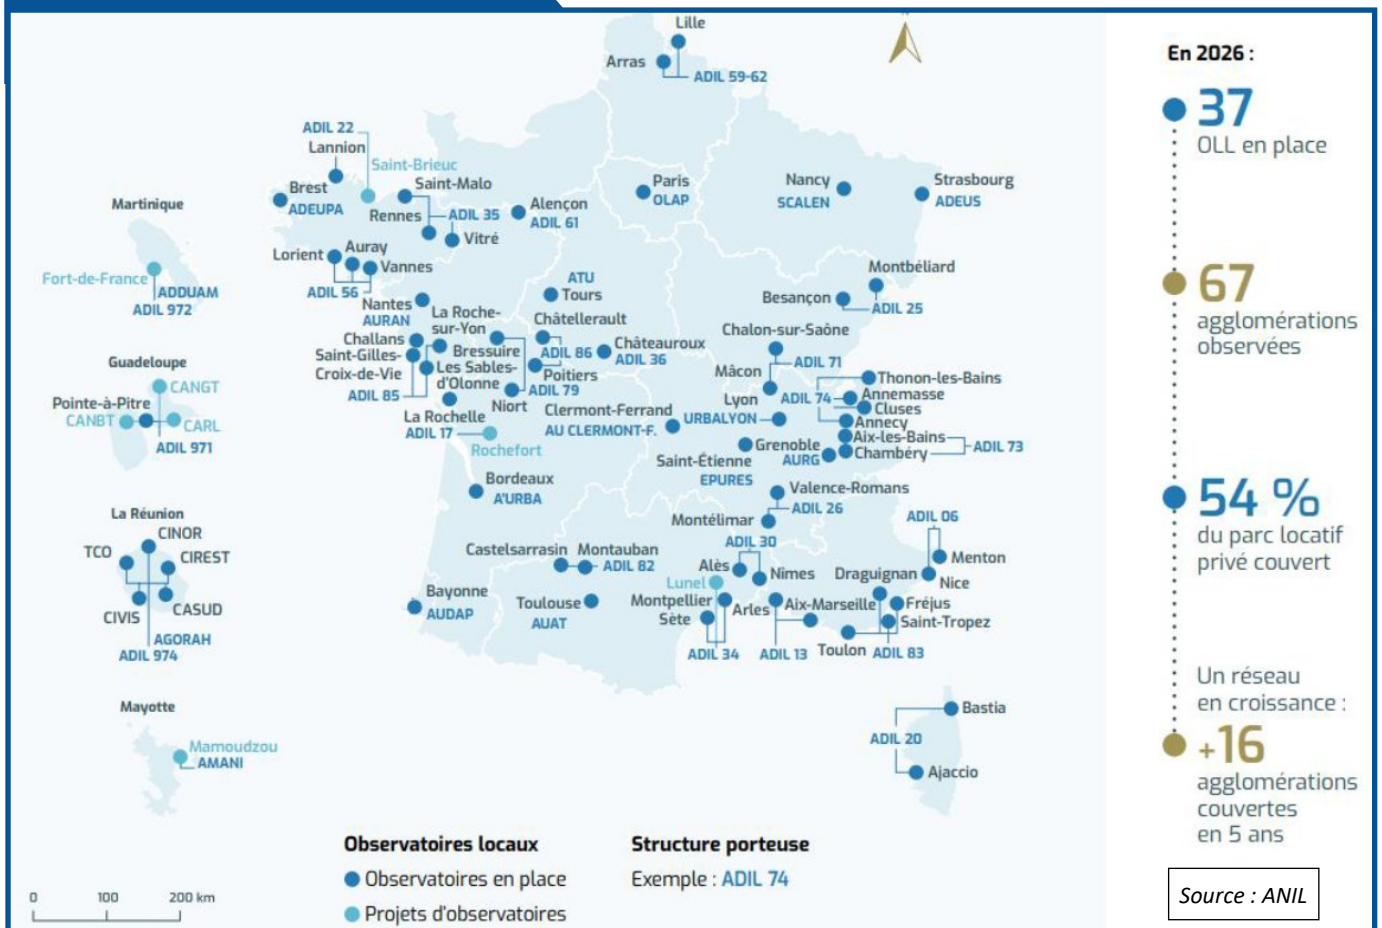 Lille
Arras
ADIL 59-62
ADIL 22
Lannion
Saint-Brieuc
Saint-Malo
Brest
ADEUPA
Rennes
ADIL 35
Vitré
Alençon
ADIL 61
Paris
OLAP
Nancy
SCALEN
Strasbourg
ADEUS
Lorient
Auray
Vannes
ADIL 56
Nantes
AURAN
ATU
Tours
Montbéliard
Besançon
ADIL 25
La Roche-
sur-Yon
Challans
Saint-Gilles-
Croix-de-Vie
Bressuire
Les Sables-
d'Olonne
ADIL 85
Châtellerault
ADIL 86
Poitiers
ADIL 79
Niort
Châteauroux
ADIL 36
Chalon-sur-Saône
ADIL 71
Mâcon
Lyon
URBALYON
Thonon-les-Bains
Annemasse
ADIL 74
Cluses
Annecy
Aix-les-Bains
Chambéry
ADIL 73
La Rochelle
ADIL 17
Rochefort
Clermont-Ferrand
AU CLERMONT-F.
Grenoble
AURG
Saint-Étienne
EPURES
Bordeaux
A'URBA
Valence-Romans
ADIL 26
Montélimar
ADIL 30
Alès
Nîmes
ADIL 06
Menton
Nice
Castelsarrasin
Montauban
ADIL 82
Lunel
Draguignan
Fréjus
Saint-Tropez
Bayonne
AUDAP
Toulouse
AUAT
Montpellier
Sète
ADIL 34
Arles
Aix-Marseille
ADIL 13
Toulon
ADIL 83
Bastia
ADIL 20
Ajaccio
Martinique
Fort-de-France
ADDUAM
ADIL 972
Guadeloupe
CANGT
Pointe-à-Pitre
CANBT
CARL
ADIL 971
La Réunion
CINOR
TCO
CIREST
CIVIS
CASUD
AGORAH
ADIL 974
Mayotte
Mamoudzou
AMANI
0 100 200 km
Observatoires locaux
Observatoires en place
Projets d'observatoires
Structure porteuse
Exemple : ADIL 74
En 2026 :
37
OLL en place
67
agglomérations
observées
54 %
du parc locatif
privé couvert
Un réseau
en croissance :
+16
agglomérations
couvertes
en 5 ans
Source : ANIL